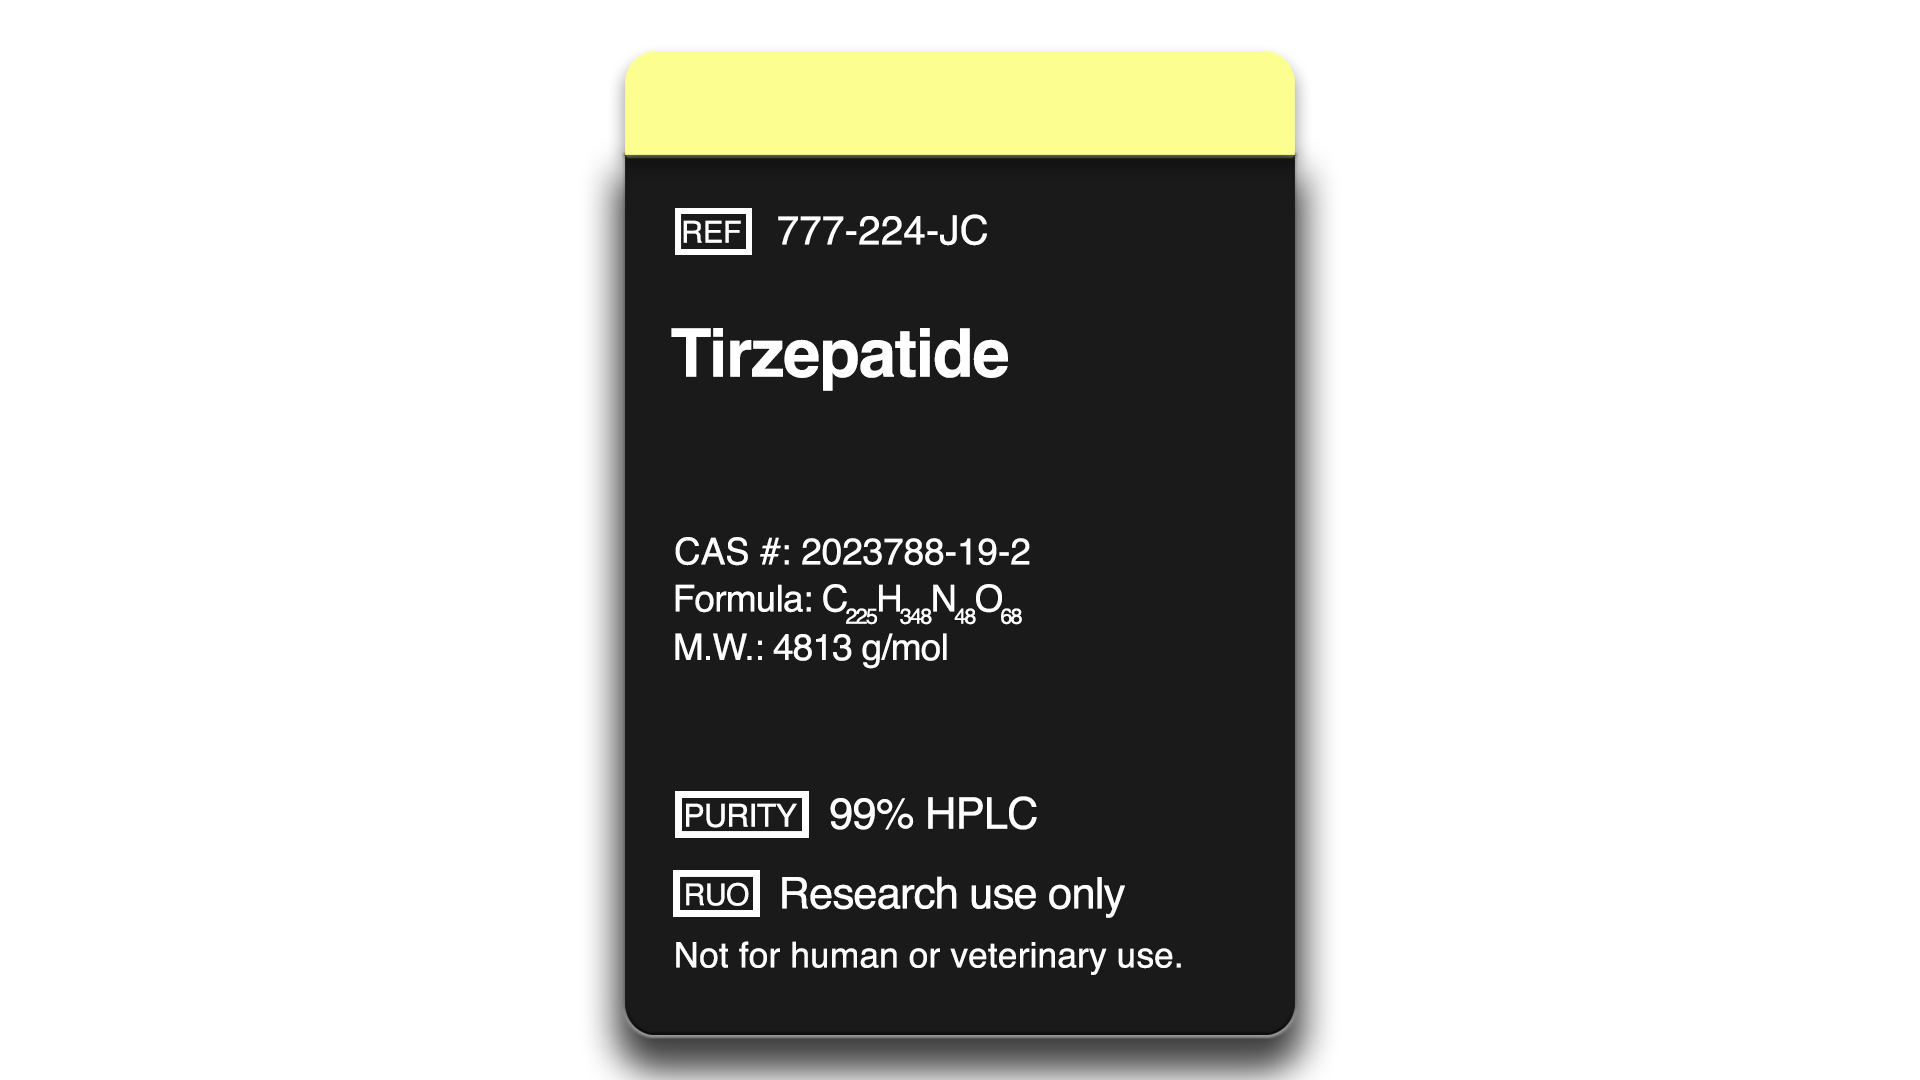 REF 777-224-JC
Tirzepatide
CAS #: 2023788-19-2
Formula: C₂₂₅H₃₄₈N₄₈O₆₈
M.W.: 4813 g/mol
PURITY 99% HPLC
RUO Research use only
Not for human or veterinary use.